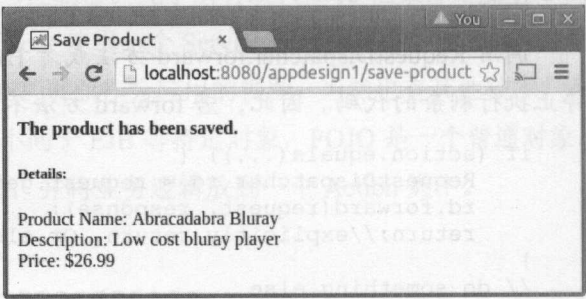 You
Save Product
localhost:8080/appdesign1/save-product
The product has been saved.
Details:
Product Name: Abracadabra Bluray
Description: Low cost bluray player
Price: $26.99